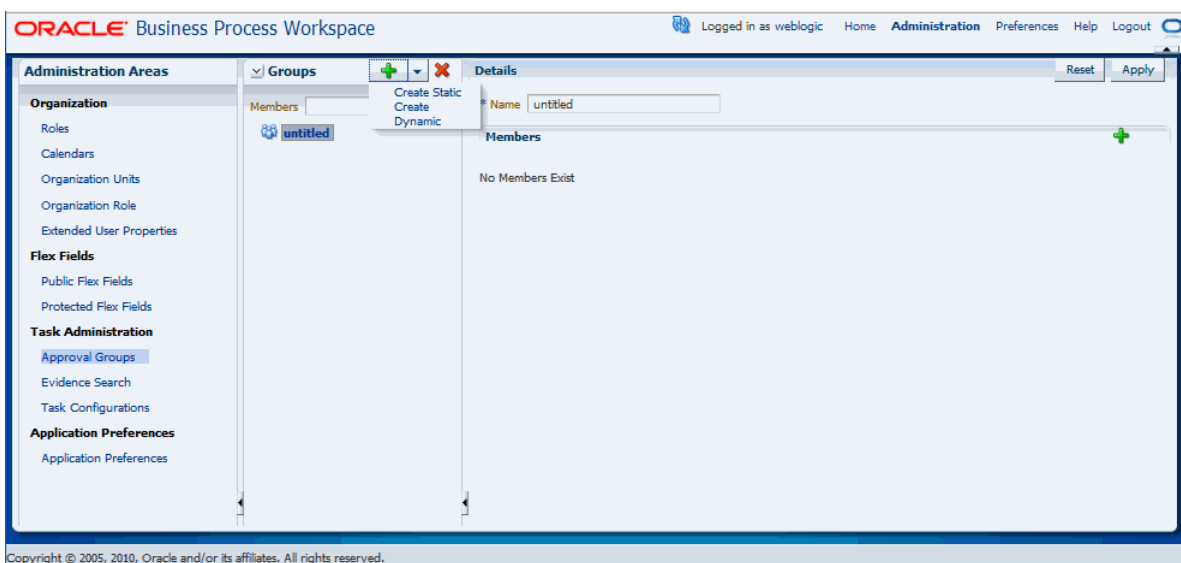 ORACLE Business Process Workspace
Logged in as weblogic Home Administration Preferences Help Logout
Administration Areas
Organization
Roles
Calendars
Organization Units
Organization Role
Extended User Properties
Flex Fields
Public Flex Fields
Protected Flex Fields
Task Administration
Approval Groups
Evidence Search
Task Configurations
Application Preferences
Application Preferences
Groups
Create Static
Create
Dynamic
Members
untitled
Details
Reset Apply
* Name untitled
Members
No Members Exist
Copyright © 2005, 2010, Oracle and/or its affiliates. All rights reserved.